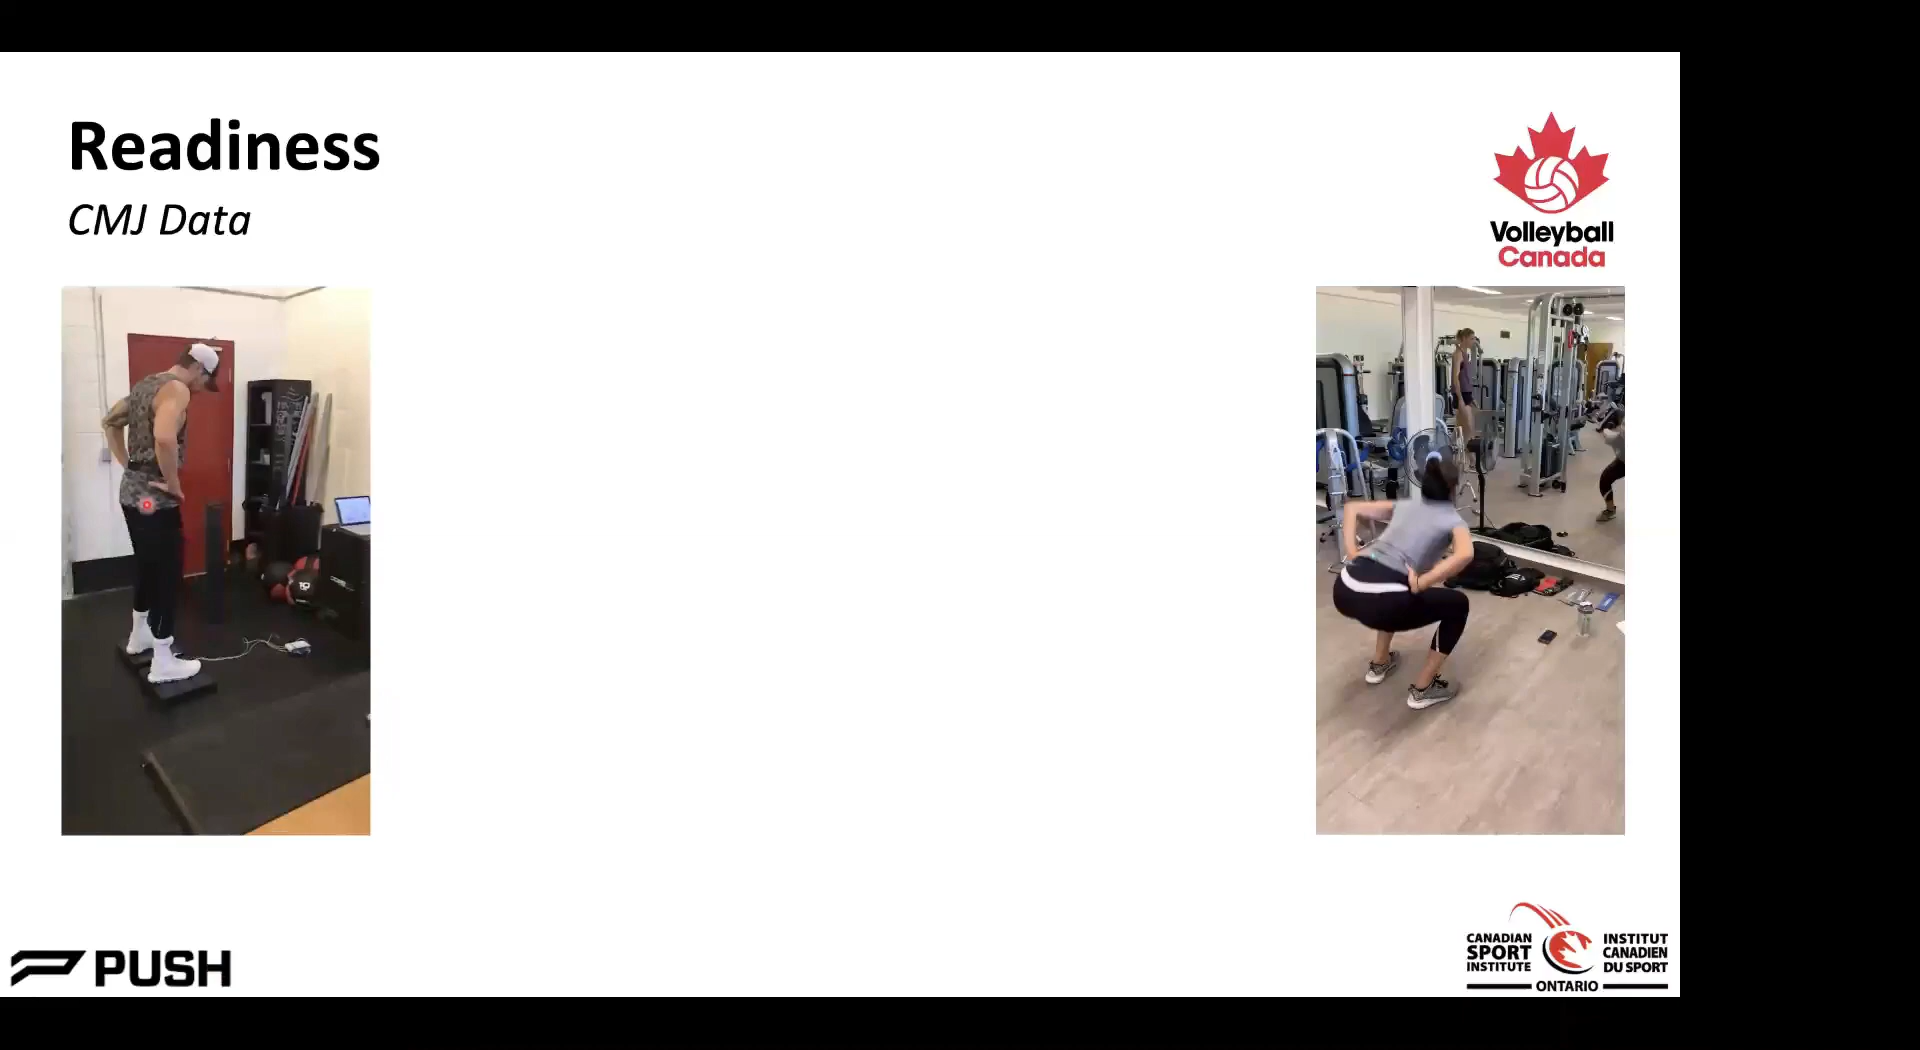 Readiness
CMJ Data
Volleyball
Canada
PUSH
CANADIAN
SPORT
INSTITUTE
INSTITUT
CANADIEN
DU SPORT
ONTARIO